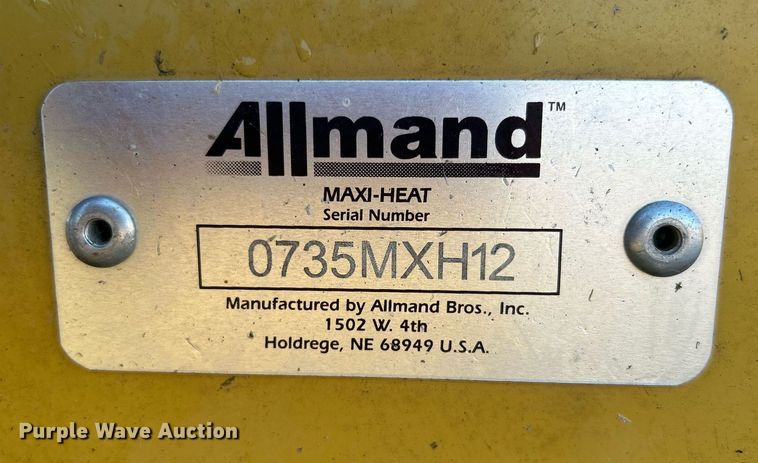 Allmand™
MAXI-HEAT
Serial Number
0735MXH12
Manufactured by Allmand Bros., Inc.
1502 W. 4th
Holdrege, NE 68949 U.S.A.
Purple Wave Auction